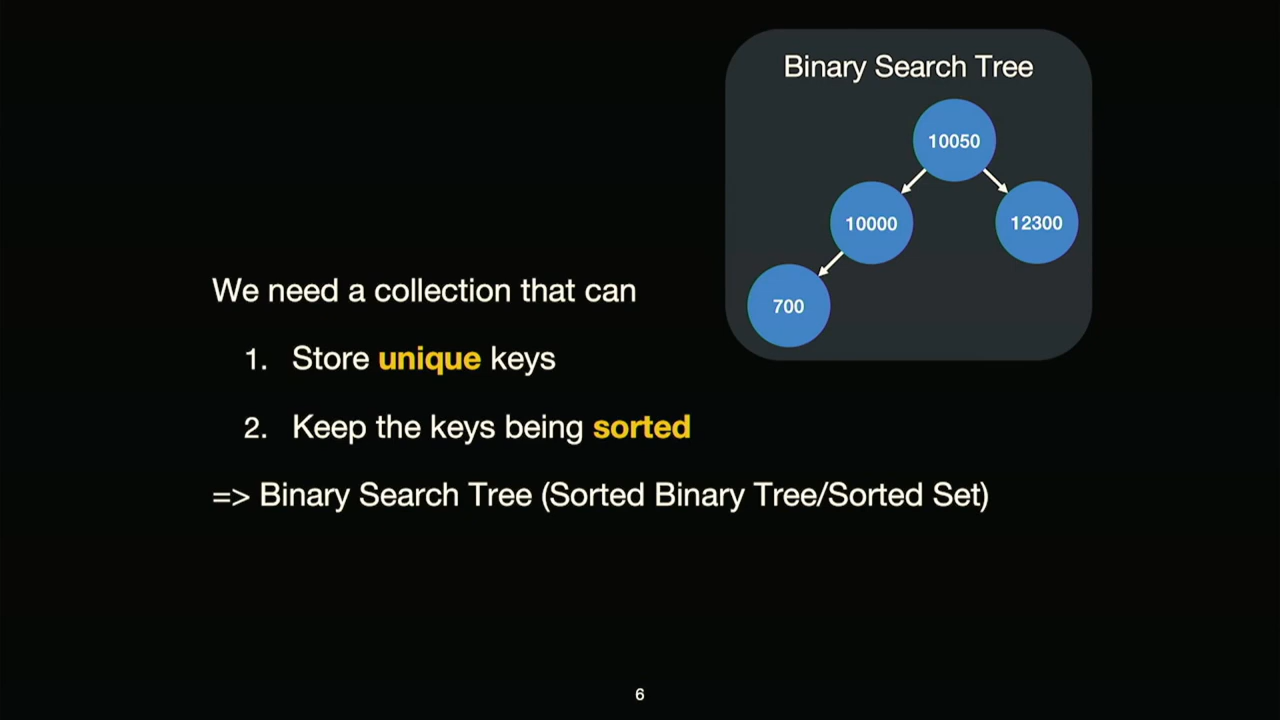 Binary Search Tree
10050
10000
12300
700
We need a collection that can
1. Store unique keys
2. Keep the keys being sorted
=> Binary Search Tree (Sorted Binary Tree/Sorted Set)
6